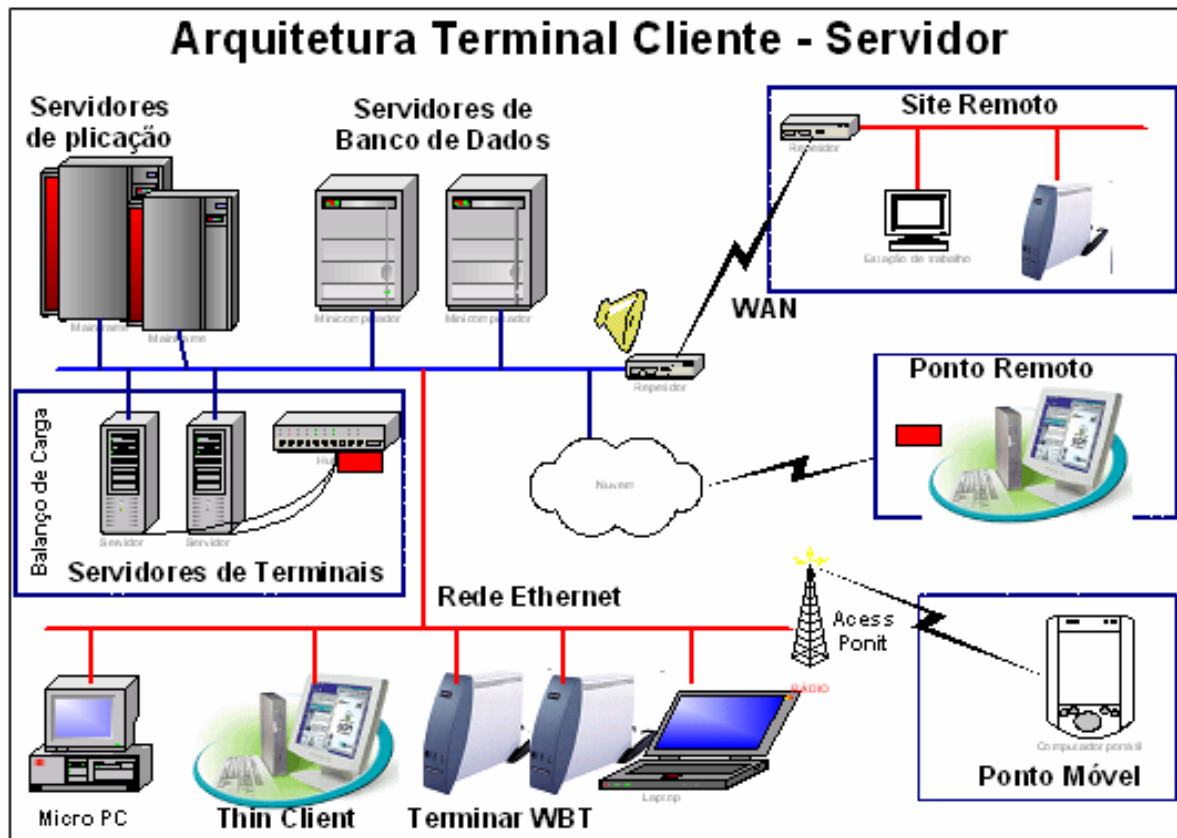 Arquitetura Terminal Cliente - Servidor
Servidores
de plicação
Servidores de
Banco de Dados
Site Remoto
Repetidor
Estação de trabalho
Mainframe
Mainframe
Minicomputador
Minicomputador
WAN
Repetidor
Ponto Remoto
Balanço de Carga
Hub
Servidor
Servidor
Servidores de Terminais
Nuvem
Rede Ethernet
Acess
Ponit
RÁDIO
Micro PC
Thin Client
Terminar WBT
Laptop
Computador portátil
Ponto Móvel